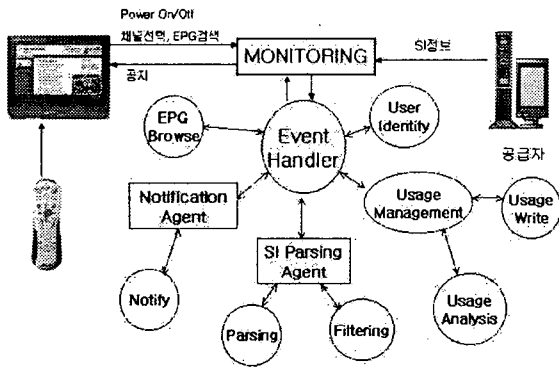 Power On/Off
채널선택, EPG검색
공지
MONITORING
SI정보
EPG
Browse
Event
Handler
User
Identity
공급자
Notification
Agent
Usage
Management
Usage
Write
SI Parsing
Agent
Notify
Parsing
Filtering
Usage
Analysis